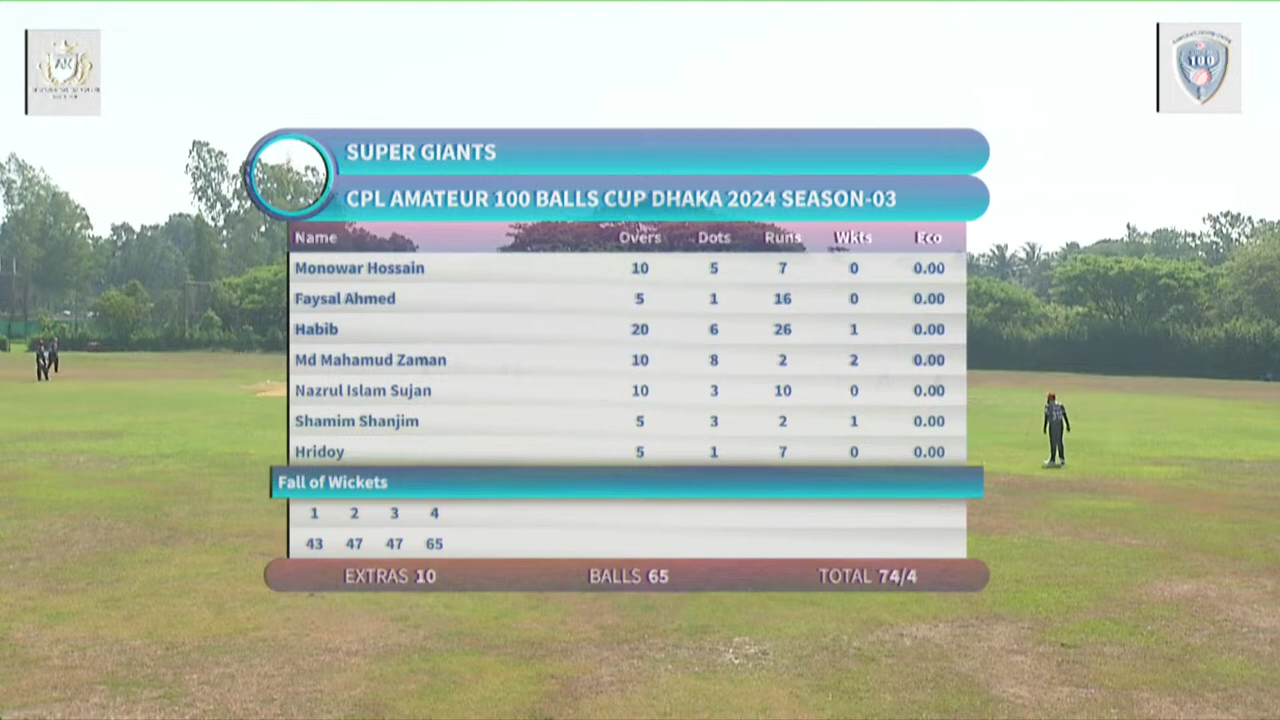 AK
100
SUPER GIANTS
CPL AMATEUR 100 BALLS CUP DHAKA 2024 SEASON-03
Name Overs Dots Runs Wkts Eco
Monowar Hossain 10 5 7 0 0.00
Faysal Ahmed 5 1 16 0 0.00
Habib 20 6 26 1 0.00
Md Mahamud Zaman 10 8 2 2 0.00
Nazrul Islam Sujan 10 3 10 0 0.00
Shamim Shanjim 5 3 2 1 0.00
Hridoy 5 1 7 0 0.00
Fall of Wickets
1 2 3 4
43 47 47 65
EXTRAS 10 BALLS 65 TOTAL 74/4